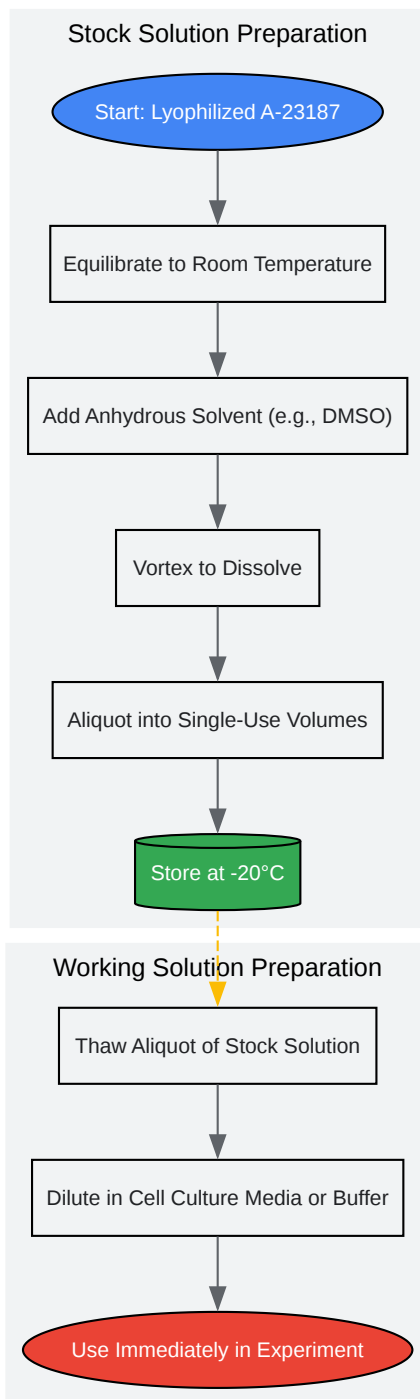 Stock Solution Preparation
Start: Lyophilized A-23187
Equilibrate to Room Temperature
Add Anhydrous Solvent (e.g., DMSO)
Vortex to Dissolve
Aliquot into Single-Use Volumes
Store at -20°C
Working Solution Preparation
Thaw Aliquot of Stock Solution
Dilute in Cell Culture Media or Buffer
Use Immediately in Experiment